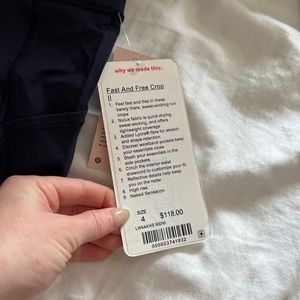 why we made this:
Fast And Free Crop
II
1. Feel fast and free in these
barely there, sweat-wicking run
crops
2. Nulux fabric is quick-drying,
sweat-wicking, and offers
lightweight coverage
3. Added Lycra® fibre for stretch
and shape retention
4. Discreet waistband pockets keep
your essentials close
5. Stash your essentials in the
side pockets
6. Cinch the interior waist
drawcord to customize your fit
7. Reflective details help keep
you on the radar
8. High rise
9. Naked Sensation
SIZE
4
$118.00
000003741832